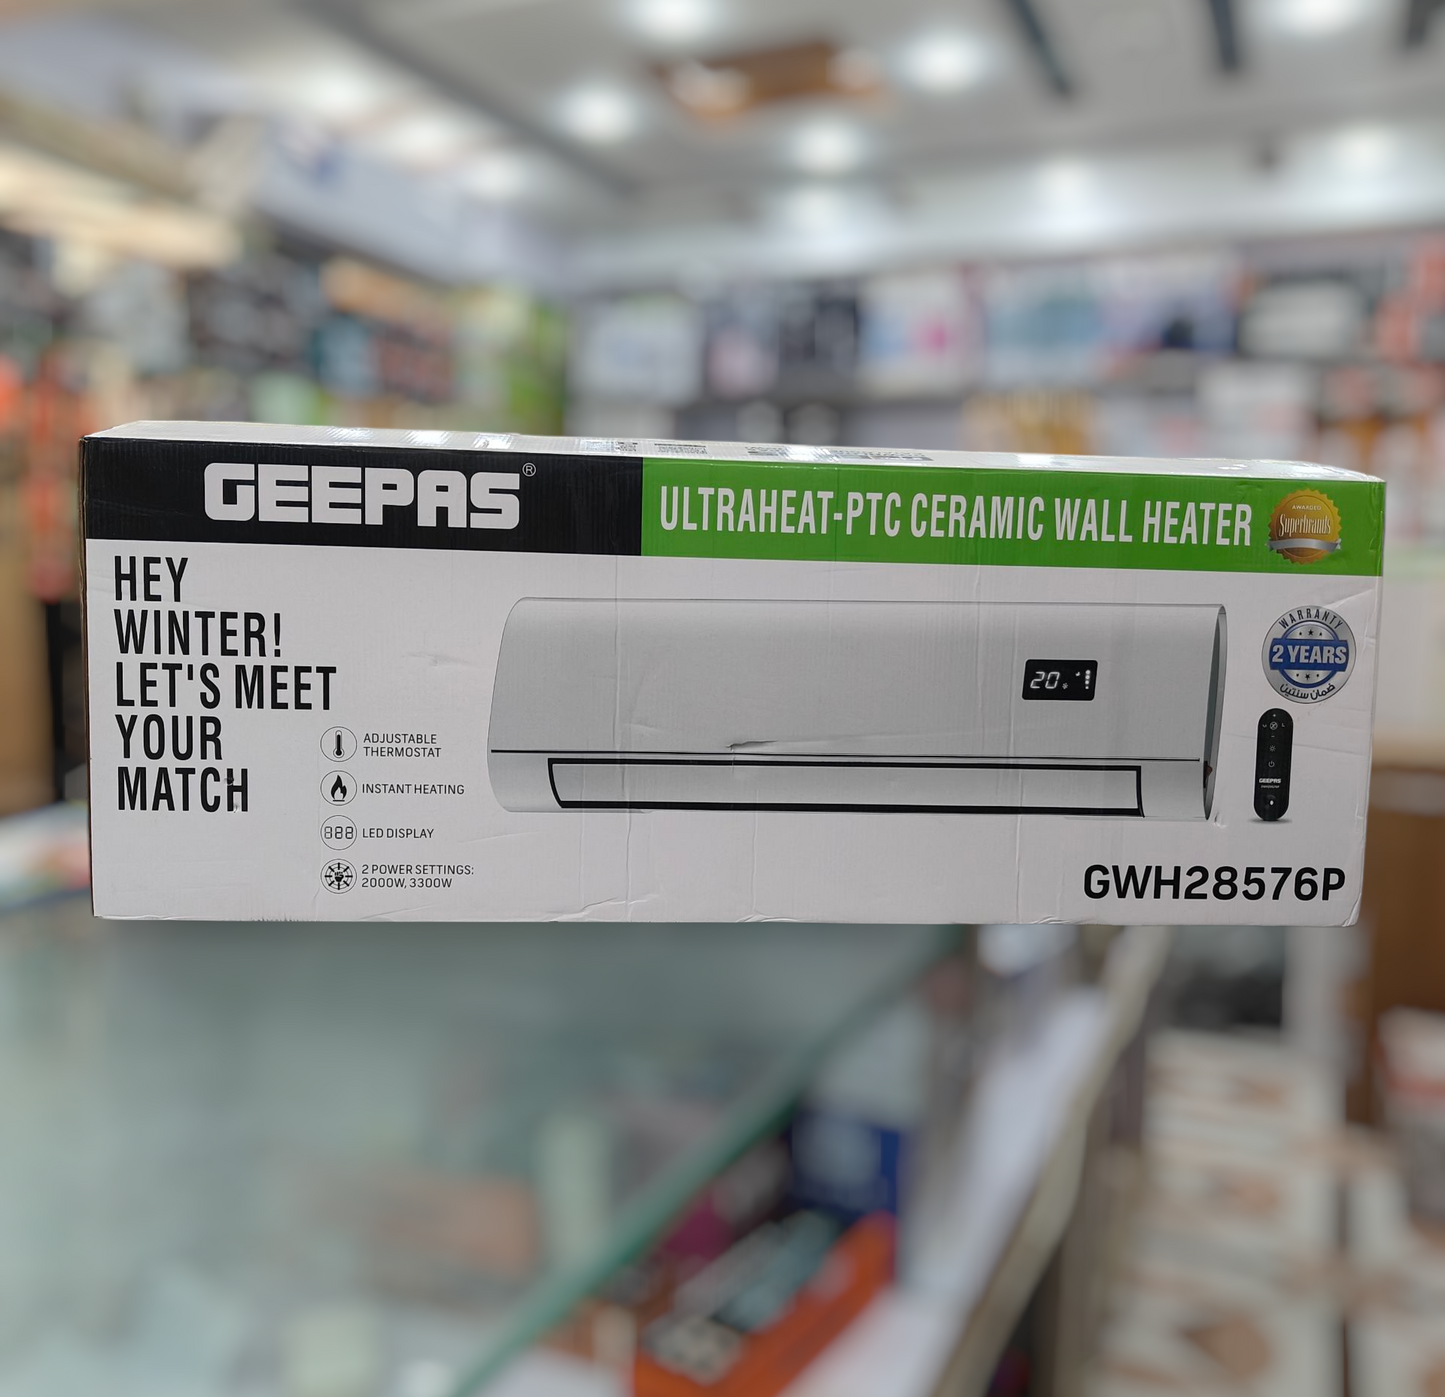 GEEPAS®
ULTRAHEAT-PTC CERAMIC WALL HEATER
AWARDED
Superbrands
HEY
WINTER!
LET'S MEET
YOUR
MATCH
ADJUSTABLE
THERMOSTAT
INSTANT HEATING
888 LED DISPLAY
2 POWER SETTINGS:
2000W, 3300W
20
WARRANTY
2 YEARS
ضمان سنتين
GEEPAS
GWH28576P